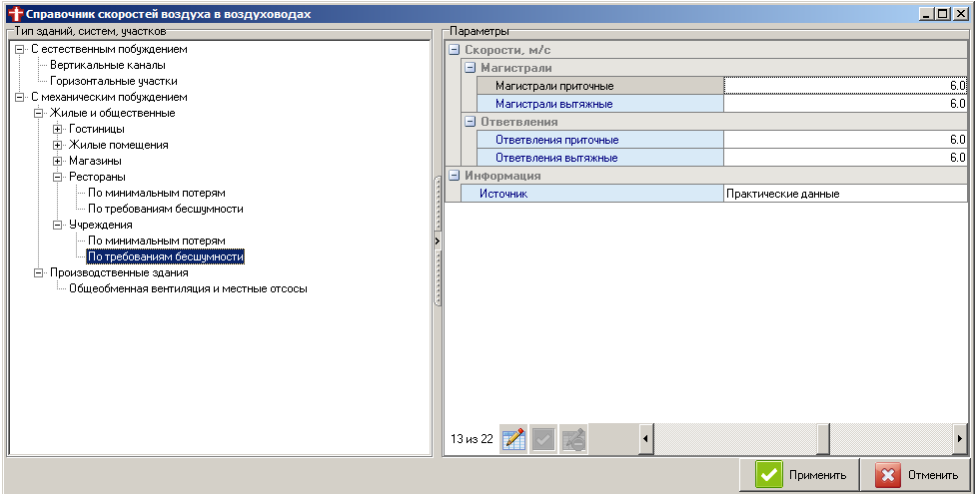 Справочник скоростей воздуха в воздуховодах
Тип зданий, систем, участков
С естественным побуждением
Вертикальные каналы
Горизонтальные участки
С механическим побуждением
Жилые и общественные
Гостиницы
Жилые помещения
Магазины
Рестораны
По минимальным потерям
По требованиям бесшумности
Учреждения
По минимальным потерям
По требованиям бесшумности
Производственные здания
Общеобменная вентиляция и местные отсосы
Параметры
Скорости, м/с
Магистрали
Магистрали приточные 6.0
Магистрали вытяжные 6.0
Ответвления
Ответвления приточные 6.0
Ответвления вытяжные 6.0
Информация
Источник Практические данные
13 из 22
Применить Отменить